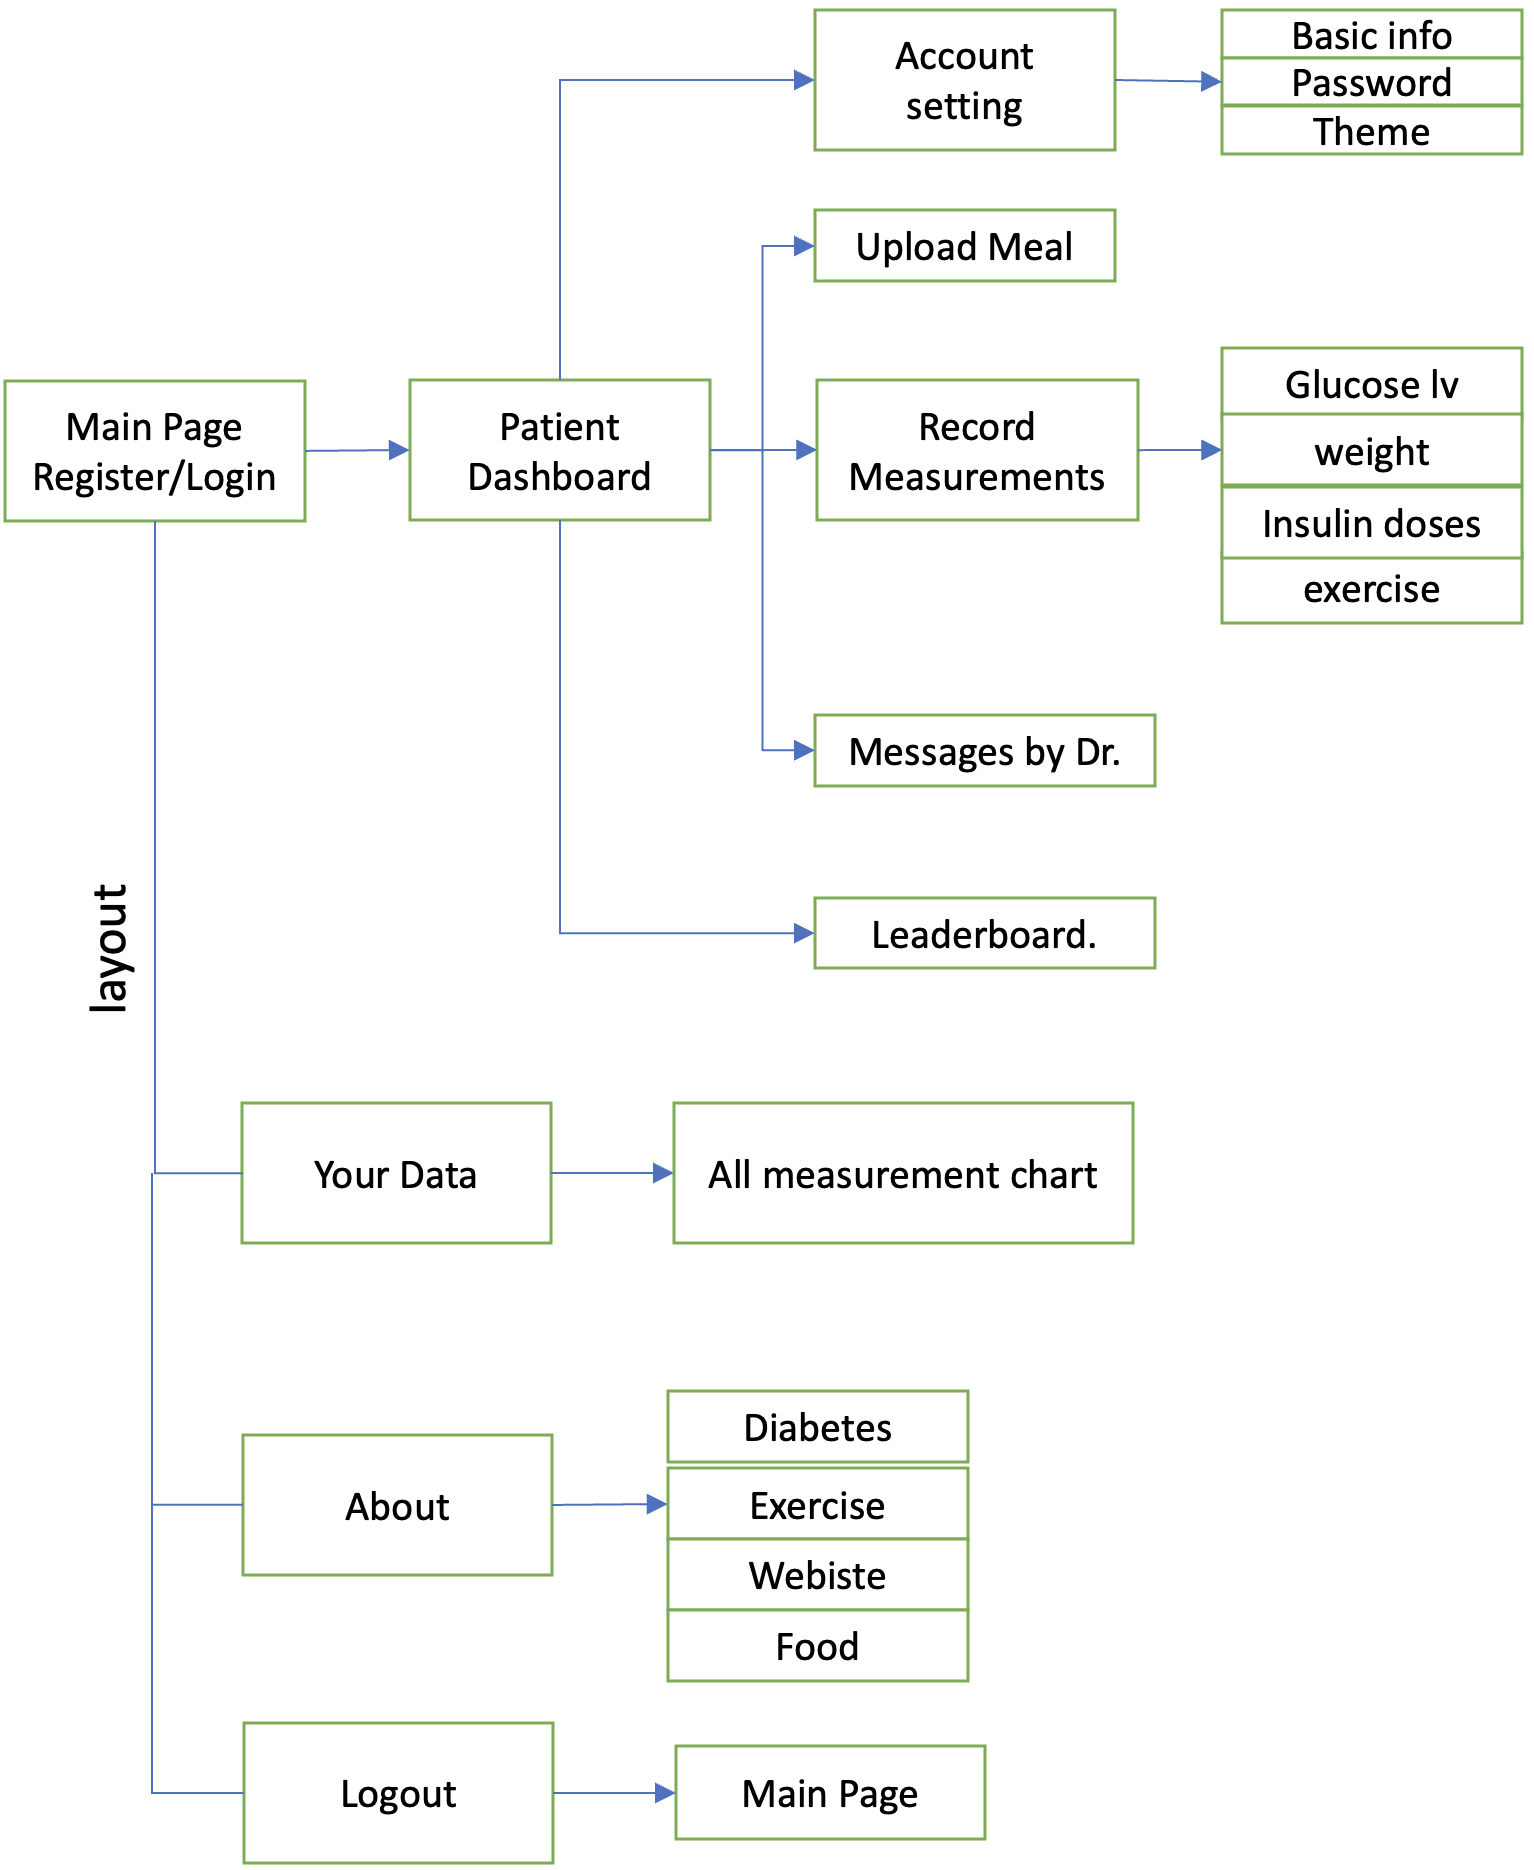 Account
setting
Basic info
Password
Theme
Upload Meal
Main Page
Register/Login
Patient
Dashboard
Record
Measurements
Glucose lv
weight
Insulin doses
exercise
Messages by Dr.
Leaderboard.
layout
Your Data
All measurement chart
About
Diabetes
Exercise
Webiste
Food
Logout
Main Page